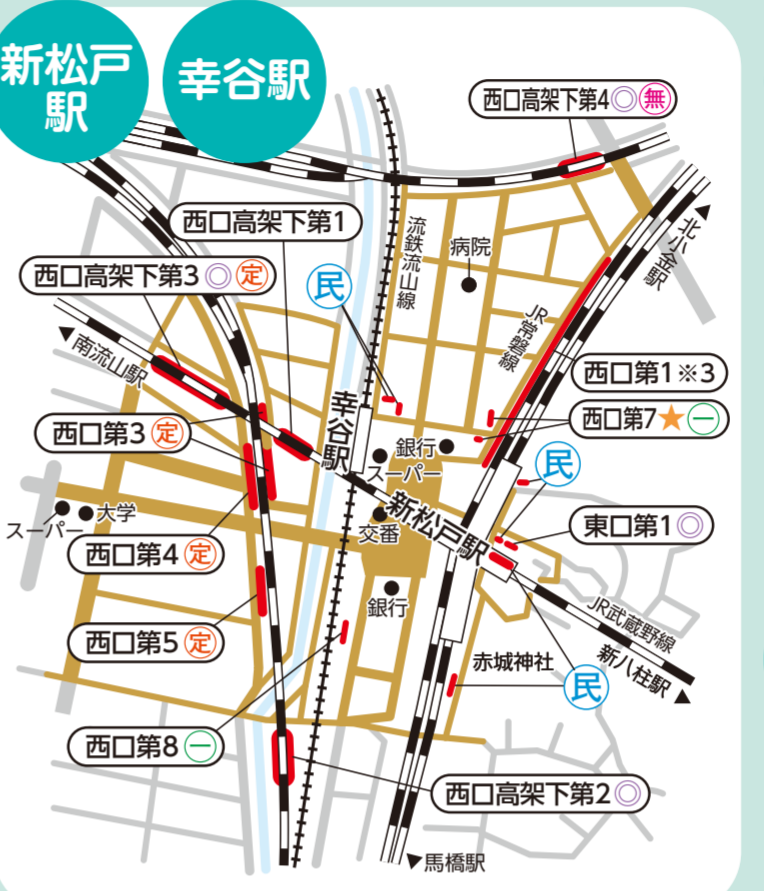 新松戸
駅
幸谷駅
西口高架下第4◎無
西口高架下第1
西口高架下第3◎定
民
流鉄流山線
病院
北小金駅
JR常磐線
南流山駅
西口第1※3
西口第7★一
西口第3定
幸谷駅
銀行
スーパー
民
新松戸駅
大学
スーパー
交番
東口第1◎
西口第4定
銀行
JR武蔵野線
西口第5定
赤城神社
新八柱駅
民
西口第8一
西口高架下第2◎
馬橋駅